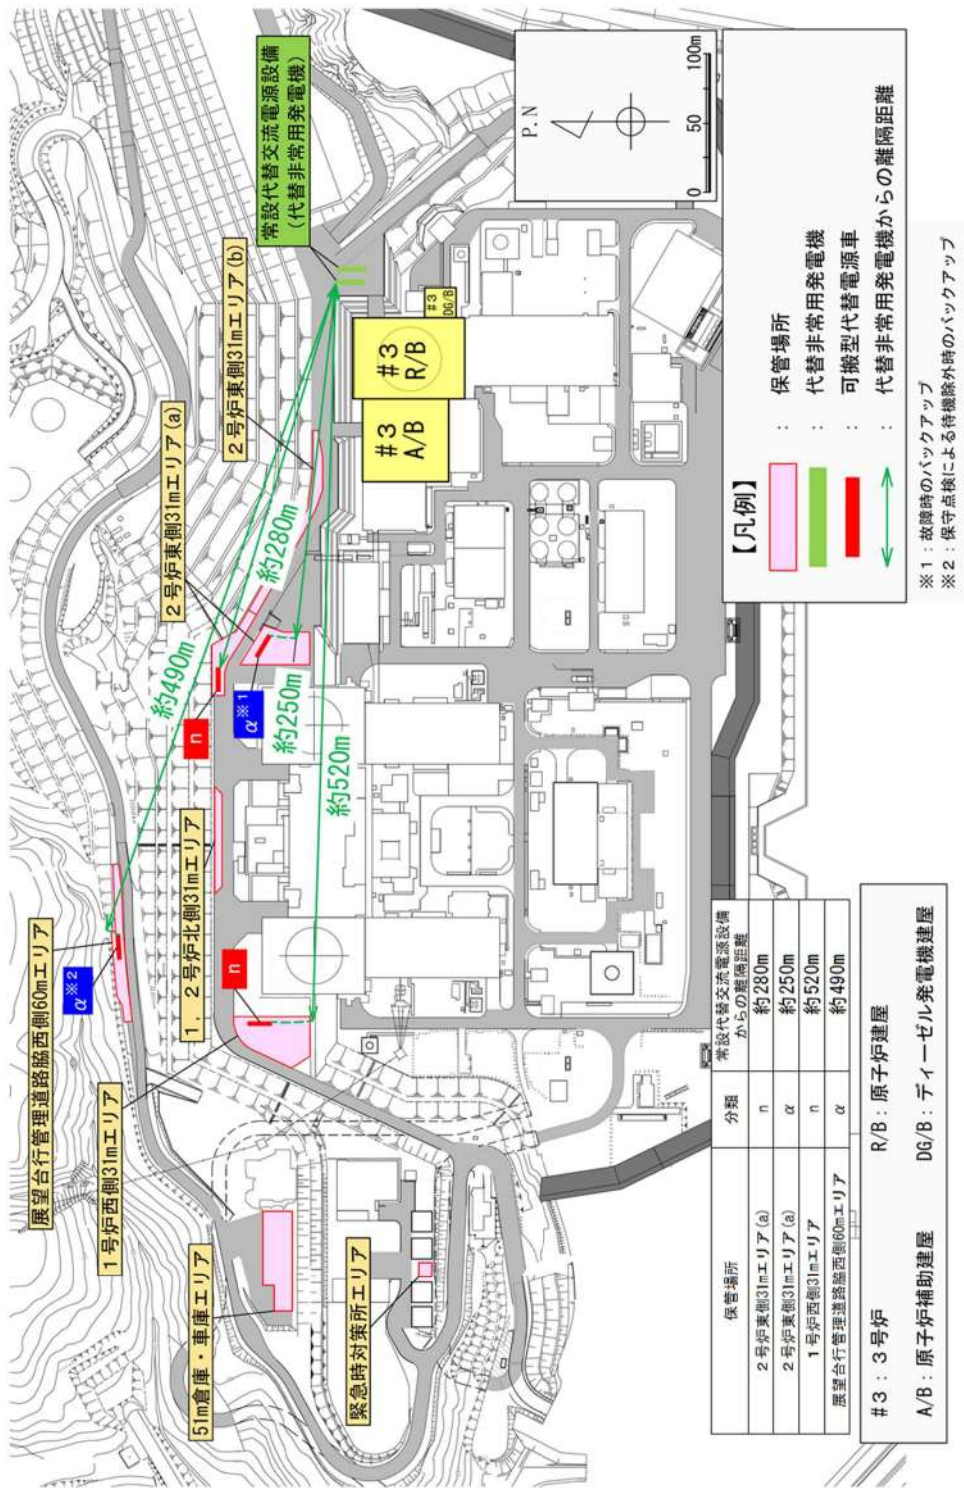 展望台行管理道路脇西側60mエリア
α※2
1号炉西側31mエリア
1，2号炉北側31mエリア
n
n
α※1
2号炉東側31mエリア(a)
2号炉東側31mエリア(b)
常設代替交流電源設備
(代替非常用発電機)
51m倉庫・車庫エリア
緊急時対策所エリア
約490m
約280m
約250m
約520m
#3
A/B
#3
R/B
#3
DG/B
P.N
0 50 100m
【凡例】
: 保管場所
: 代替非常用発電機
: 可搬型代替電源車
: 代替非常用発電機からの離隔距離
※1：故障時のバックアップ
※2：保守点検による待機除外時のバックアップ
保管場所 分類 常設代替交流電源設備
からの離隔距離
2号炉東側31mエリア(a) n 約280m
2号炉東側31mエリア(a) α 約250m
1号炉西側31mエリア n 約520m
展望台行管理道路脇西側60mエリア α 約490m
#3：3号炉 R/B：原子炉建屋
A/B：原子炉補助建屋 DG/B：ディーゼル発電機建屋